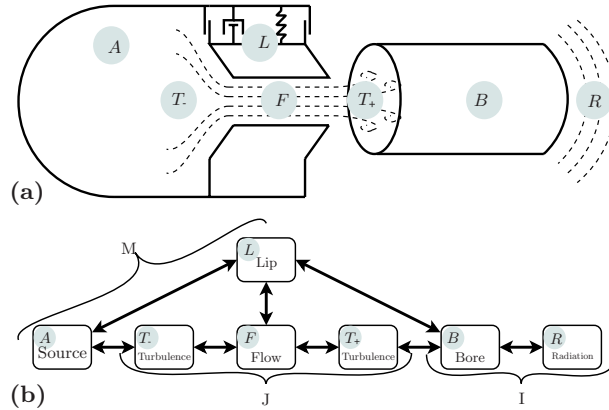 A
L
T-
F
T+
B
R
(a)
M
L
Lip
A
Source
T-
Turbulence
F
Flow
T+
Turbulence
B
Bore
R
Radiation
J
I
(b)